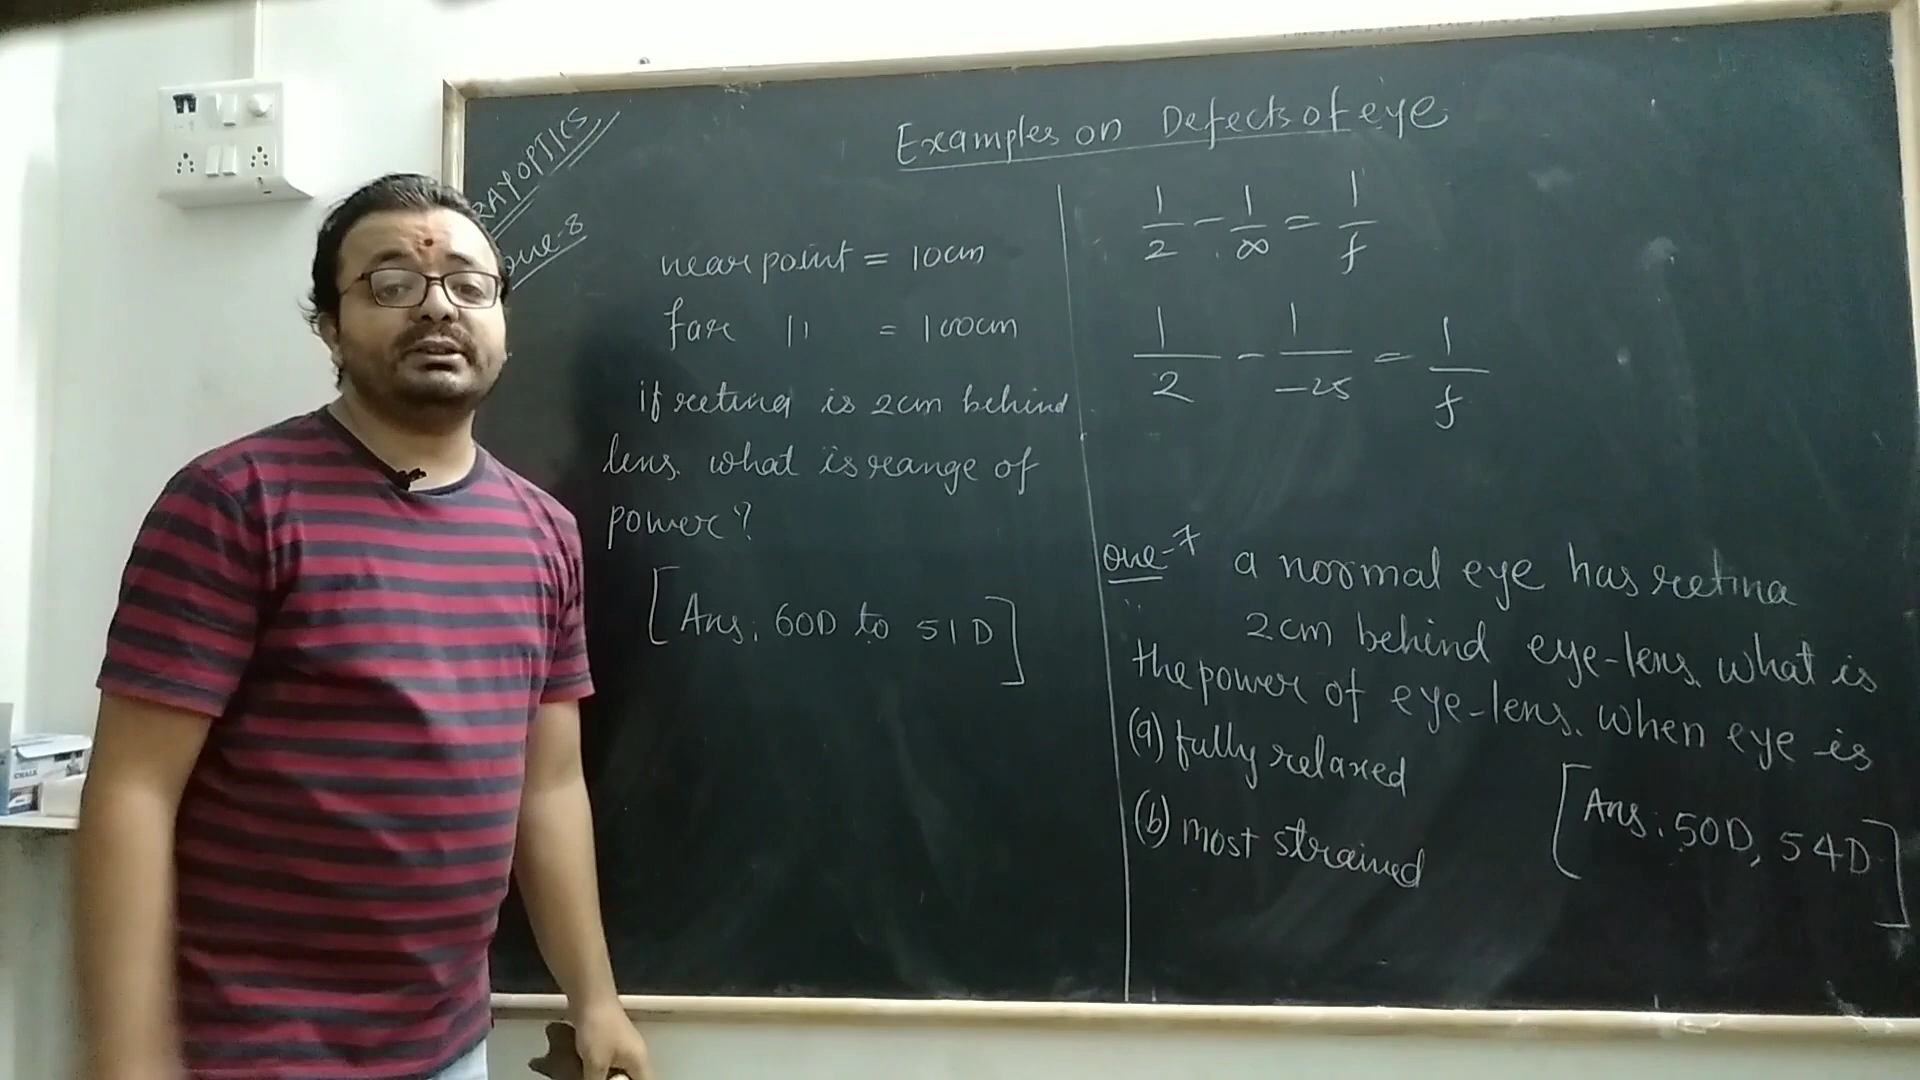 Examples on Defects of eye
RAY OPTICS
que-8
near point = 10cm
far 11 = 100cm
if retina is 2cm behind
lens. what is range of
power?
[Ans: 60D to 51D]
1/2 - 1/∞ = 1/f
1/2 - 1/-25 = 1/f
que-7 a normal eye has retina
2cm behind eye-lens. what is
the power of eye-lens. when eye is
(a) fully relaxed
(b) most strained
[Ans: 50D, 54D]
CHALK